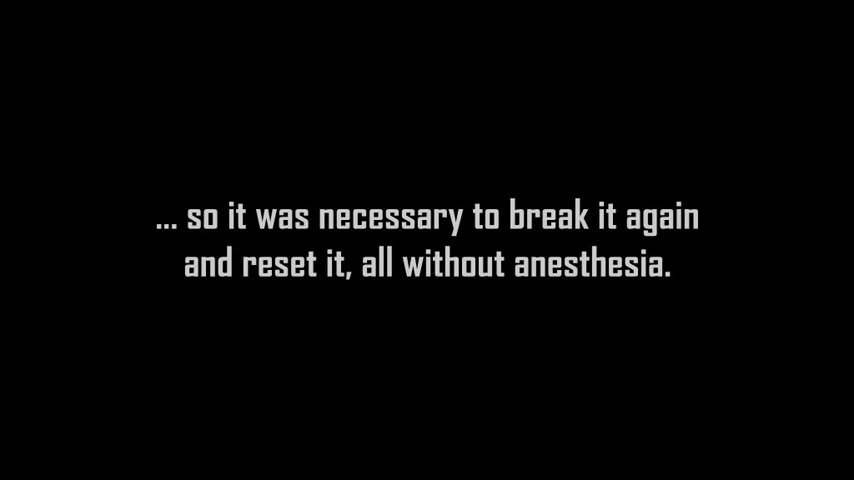 ... so it was necessary to break it again
and reset it, all without anesthesia.